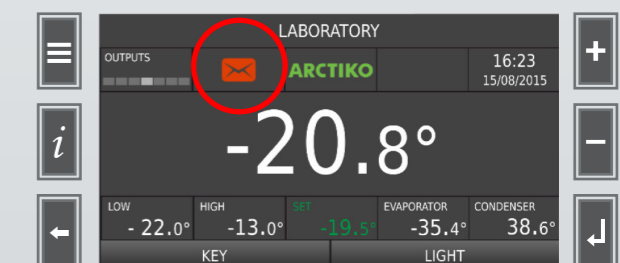 LABORATORY
OUTPUTS
ARCTIKO
16:23
15/08/2015
i
-20.8°
LOW HIGH SET EVAPORATOR CONDENSER
- 22.0° -13.0° -19.5° -35.4° 38.6°
KEY LIGHT